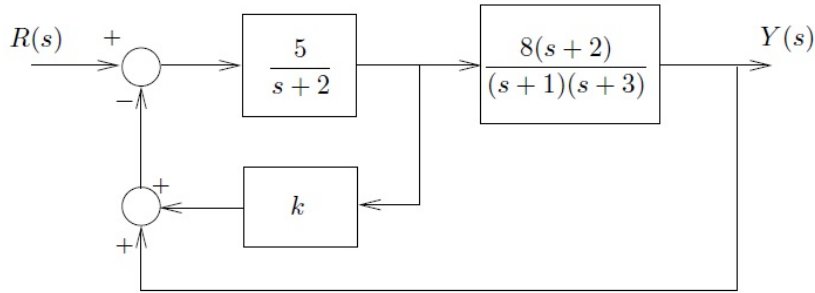 R(s) + 5 8(s + 2) Y(s)
s + 2 (s + 1)(s + 3)
−
+
k
+